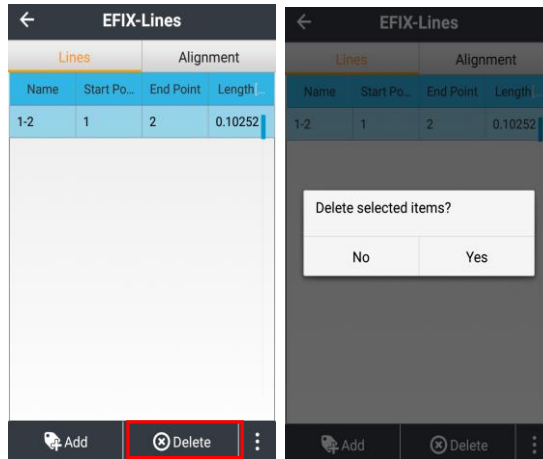 EFIX-Lines
Lines Alignment
Name Start Po... End Point Length[...
1-2 1 2 0.10252
Add Delete
EFIX-Lines
Lines Alignment
Name Start Po... End Point Length[...
1-2 1 2 0.10252
Delete selected items?
No Yes
Add Delete